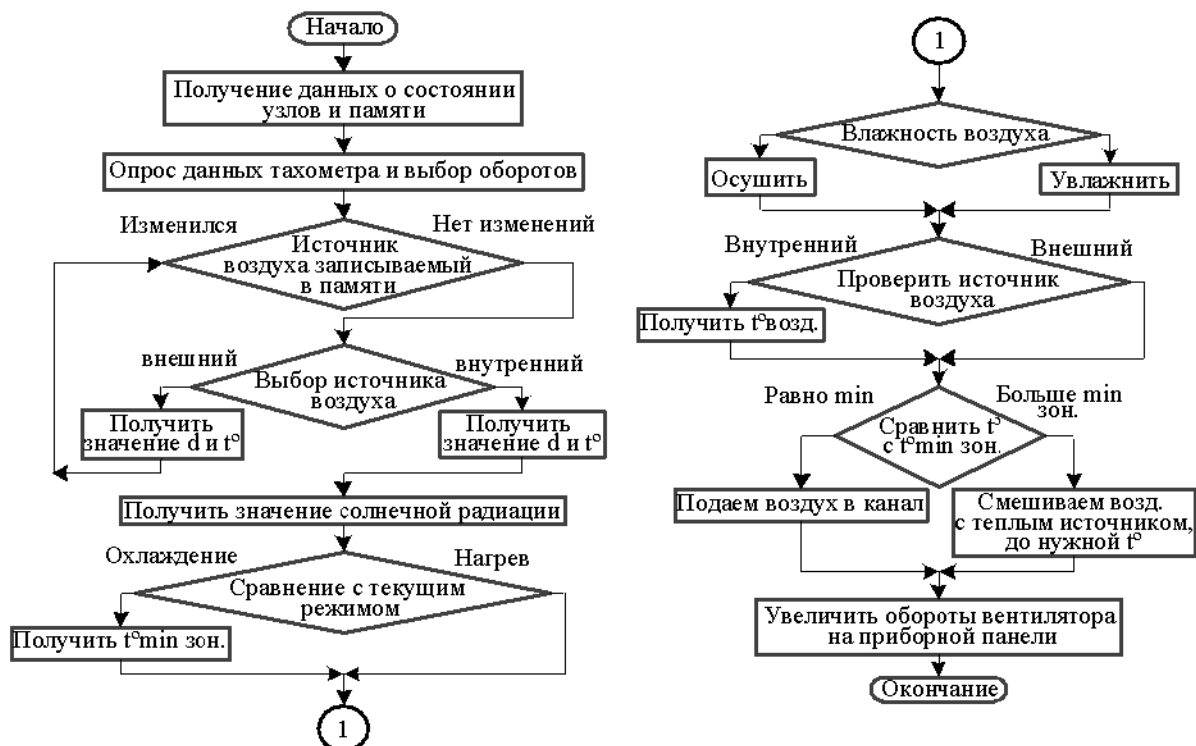 Начало
Получение данных о состоянии
узлов и памяти
Опрос данных тахометра и выбор оборотов
Изменился
Нет изменений
Источник
воздуха записываемый
в памяти
внешний
внутренний
Выбор источника
воздуха
Получить
значение d и t°
Получить
значение d и t°
Получить значение солнечной радиации
Охлаждение
Нагрев
Сравнение с текущим
режимом
Получить t°min зон.
1
1
Влажность воздуха
Осушить
Увлажнить
Внутренний
Внешний
Проверить источник
воздуха
Получить t°возд.
Равно min
Больше min
зон.
Сравнить t°
с t°min зон.
Подаем воздух в канал
Смешиваем возд.
с теплым источником,
до нужной t°
Увеличить обороты вентилятора
на приборной панели
Окончание